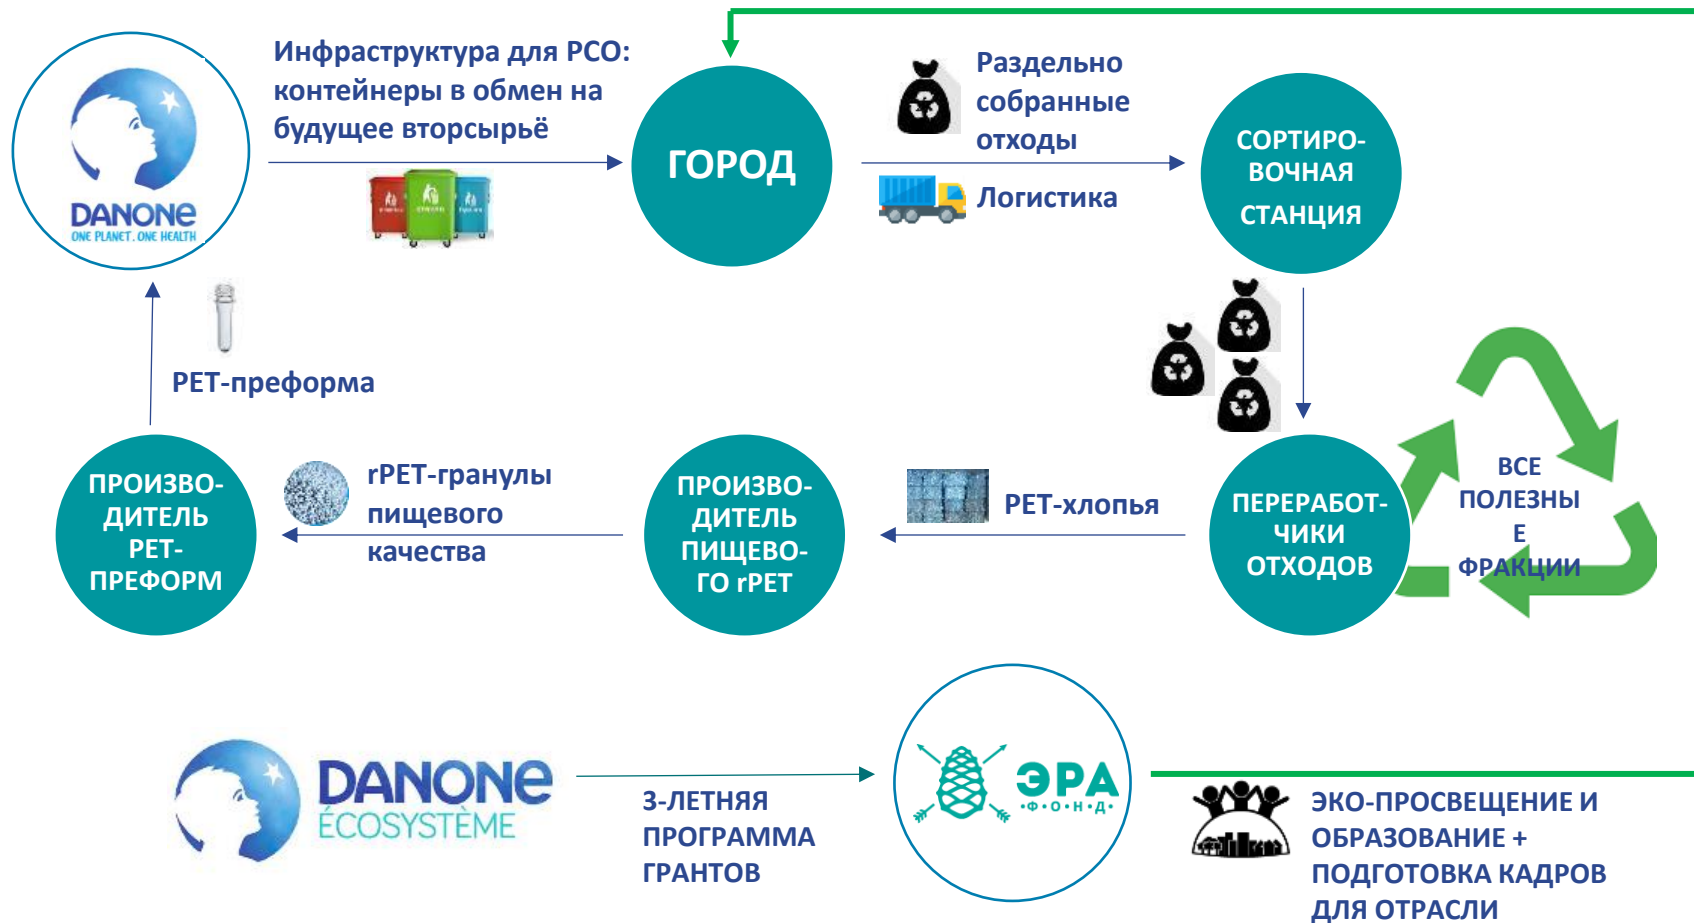 Инфраструктура для РСО:
контейнеры в обмен на
будущее вторсырьё
DANONE
ONE PLANET. ONE HEALTH
ГОРОД
Раздельно
собранные
отходы
Логистика
СОРТИРО-
ВОЧНАЯ
СТАНЦИЯ
PET-преформа
ПРОИЗВО-
ДИТЕЛЬ
PET-
ПРЕФОРМ
rPET-гранулы
пищевого
качества
ПРОИЗВО-
ДИТЕЛЬ
ПИЩЕВО-
ГО rPET
PET-хлопья
ПЕРЕРАБОТ-
ЧИКИ
ОТХОДОВ
ВСЕ
ПОЛЕЗНЫ
Е
ФРАКЦИИ
DANONE
ÉCOSYSTÈME
3-ЛЕТНЯЯ
ПРОГРАММА
ГРАНТОВ
ЭРА
·Ф·О·Н·Д·
ЭКО-ПРОСВЕЩЕНИЕ И
ОБРАЗОВАНИЕ +
ПОДГОТОВКА КАДРОВ
ДЛЯ ОТРАСЛИ